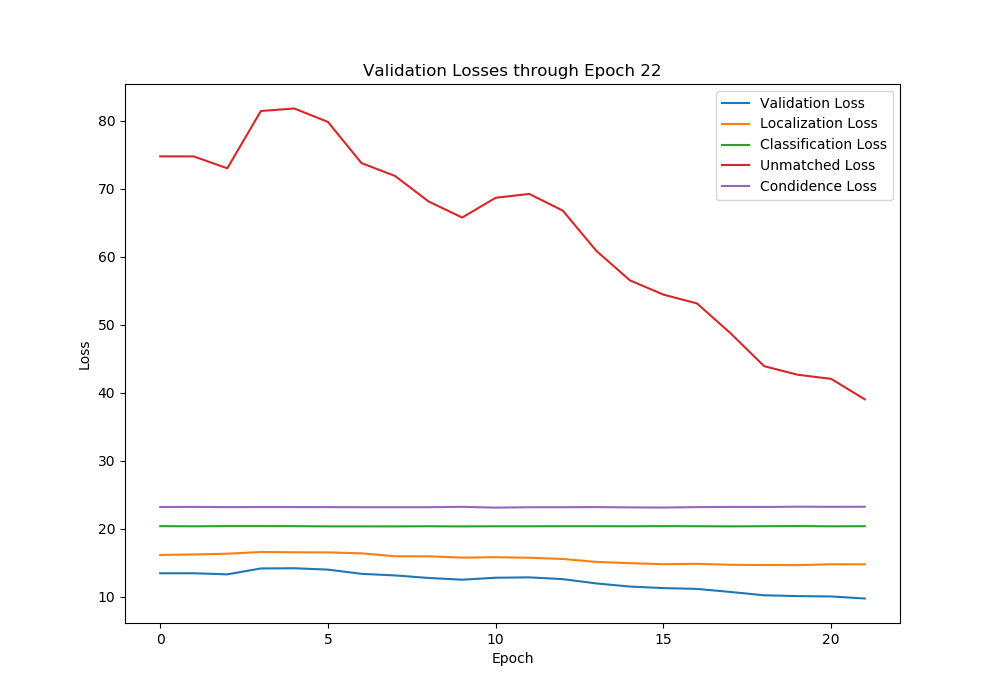 Validation Losses through Epoch 22
Validation Loss
Localization Loss
Classification Loss
Unmatched Loss
Condidence Loss
Loss
80
70
60
50
40
30
20
10
0
5
10
15
20
Epoch